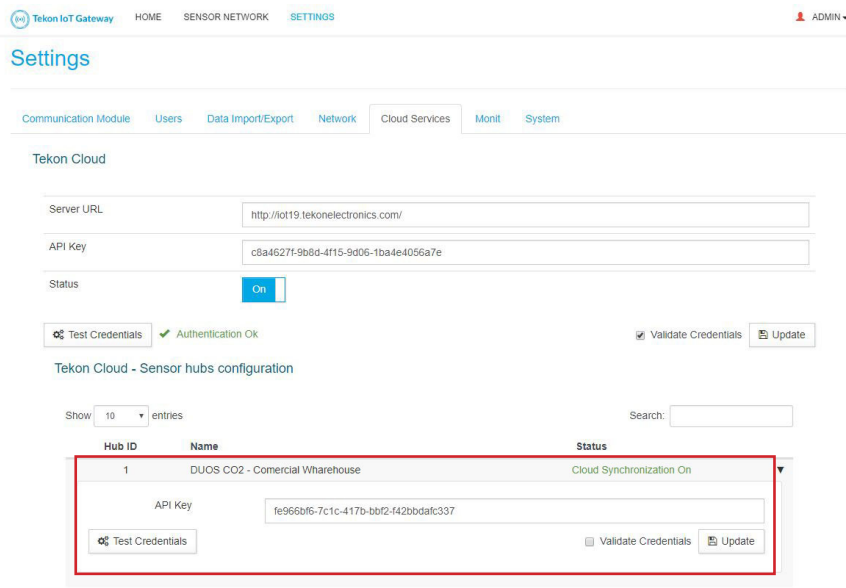 Tekon IoT Gateway HOME SENSOR NETWORK SETTINGS ADMIN
Settings
Communication Module Users Data Import/Export Network Cloud Services Monit System
Tekon Cloud
Server URL http://iot19.tekonelectronics.com/
API Key c8a4627f-9b8d-4f15-9d06-1ba4e4056a7e
Status On
Test Credentials Authentication Ok Validate Credentials Update
Tekon Cloud - Sensor hubs configuration
Show 10 entries Search:
Hub ID Name Status
1 DUOS CO2 - Comercial Wharehouse Cloud Synchronization On
API Key fe966bf6-7c1c-417b-bbf2-f42bbdafc337
Test Credentials Validate Credentials Update